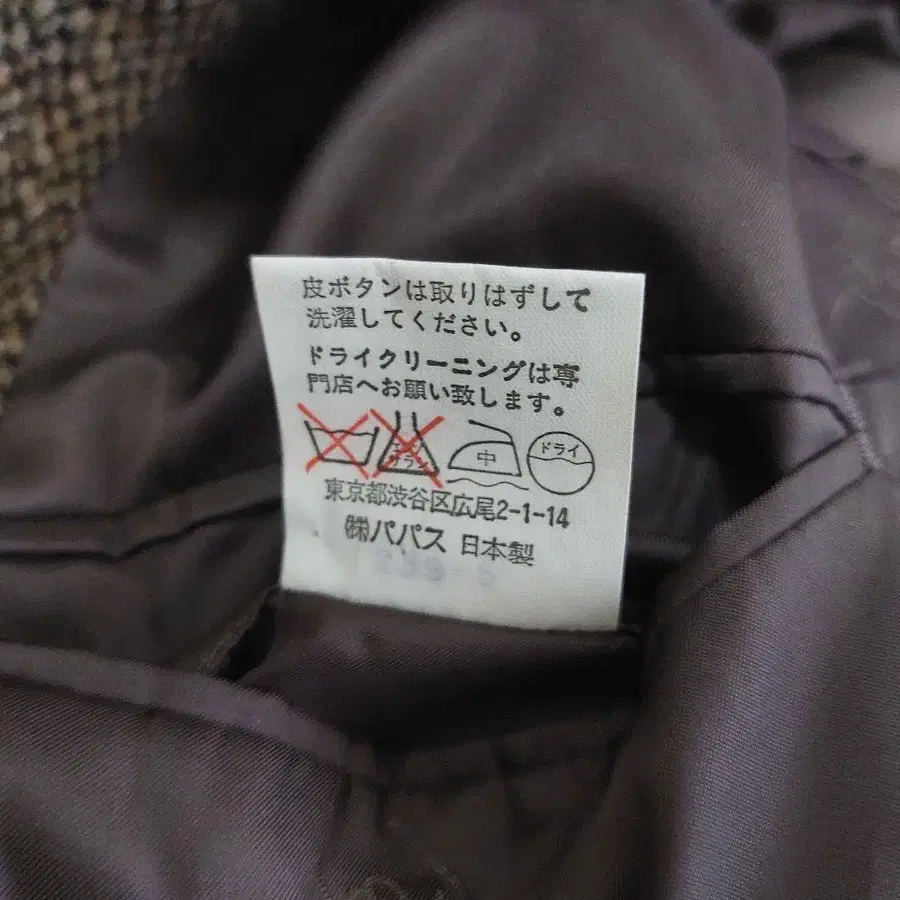 皮ボタンは取りはずして
洗濯してください。
ドライクリーニングは専
門店へお願い致します。
中 ドライ
東京都渋谷区広尾2-1-14
㈱パパス 日本製